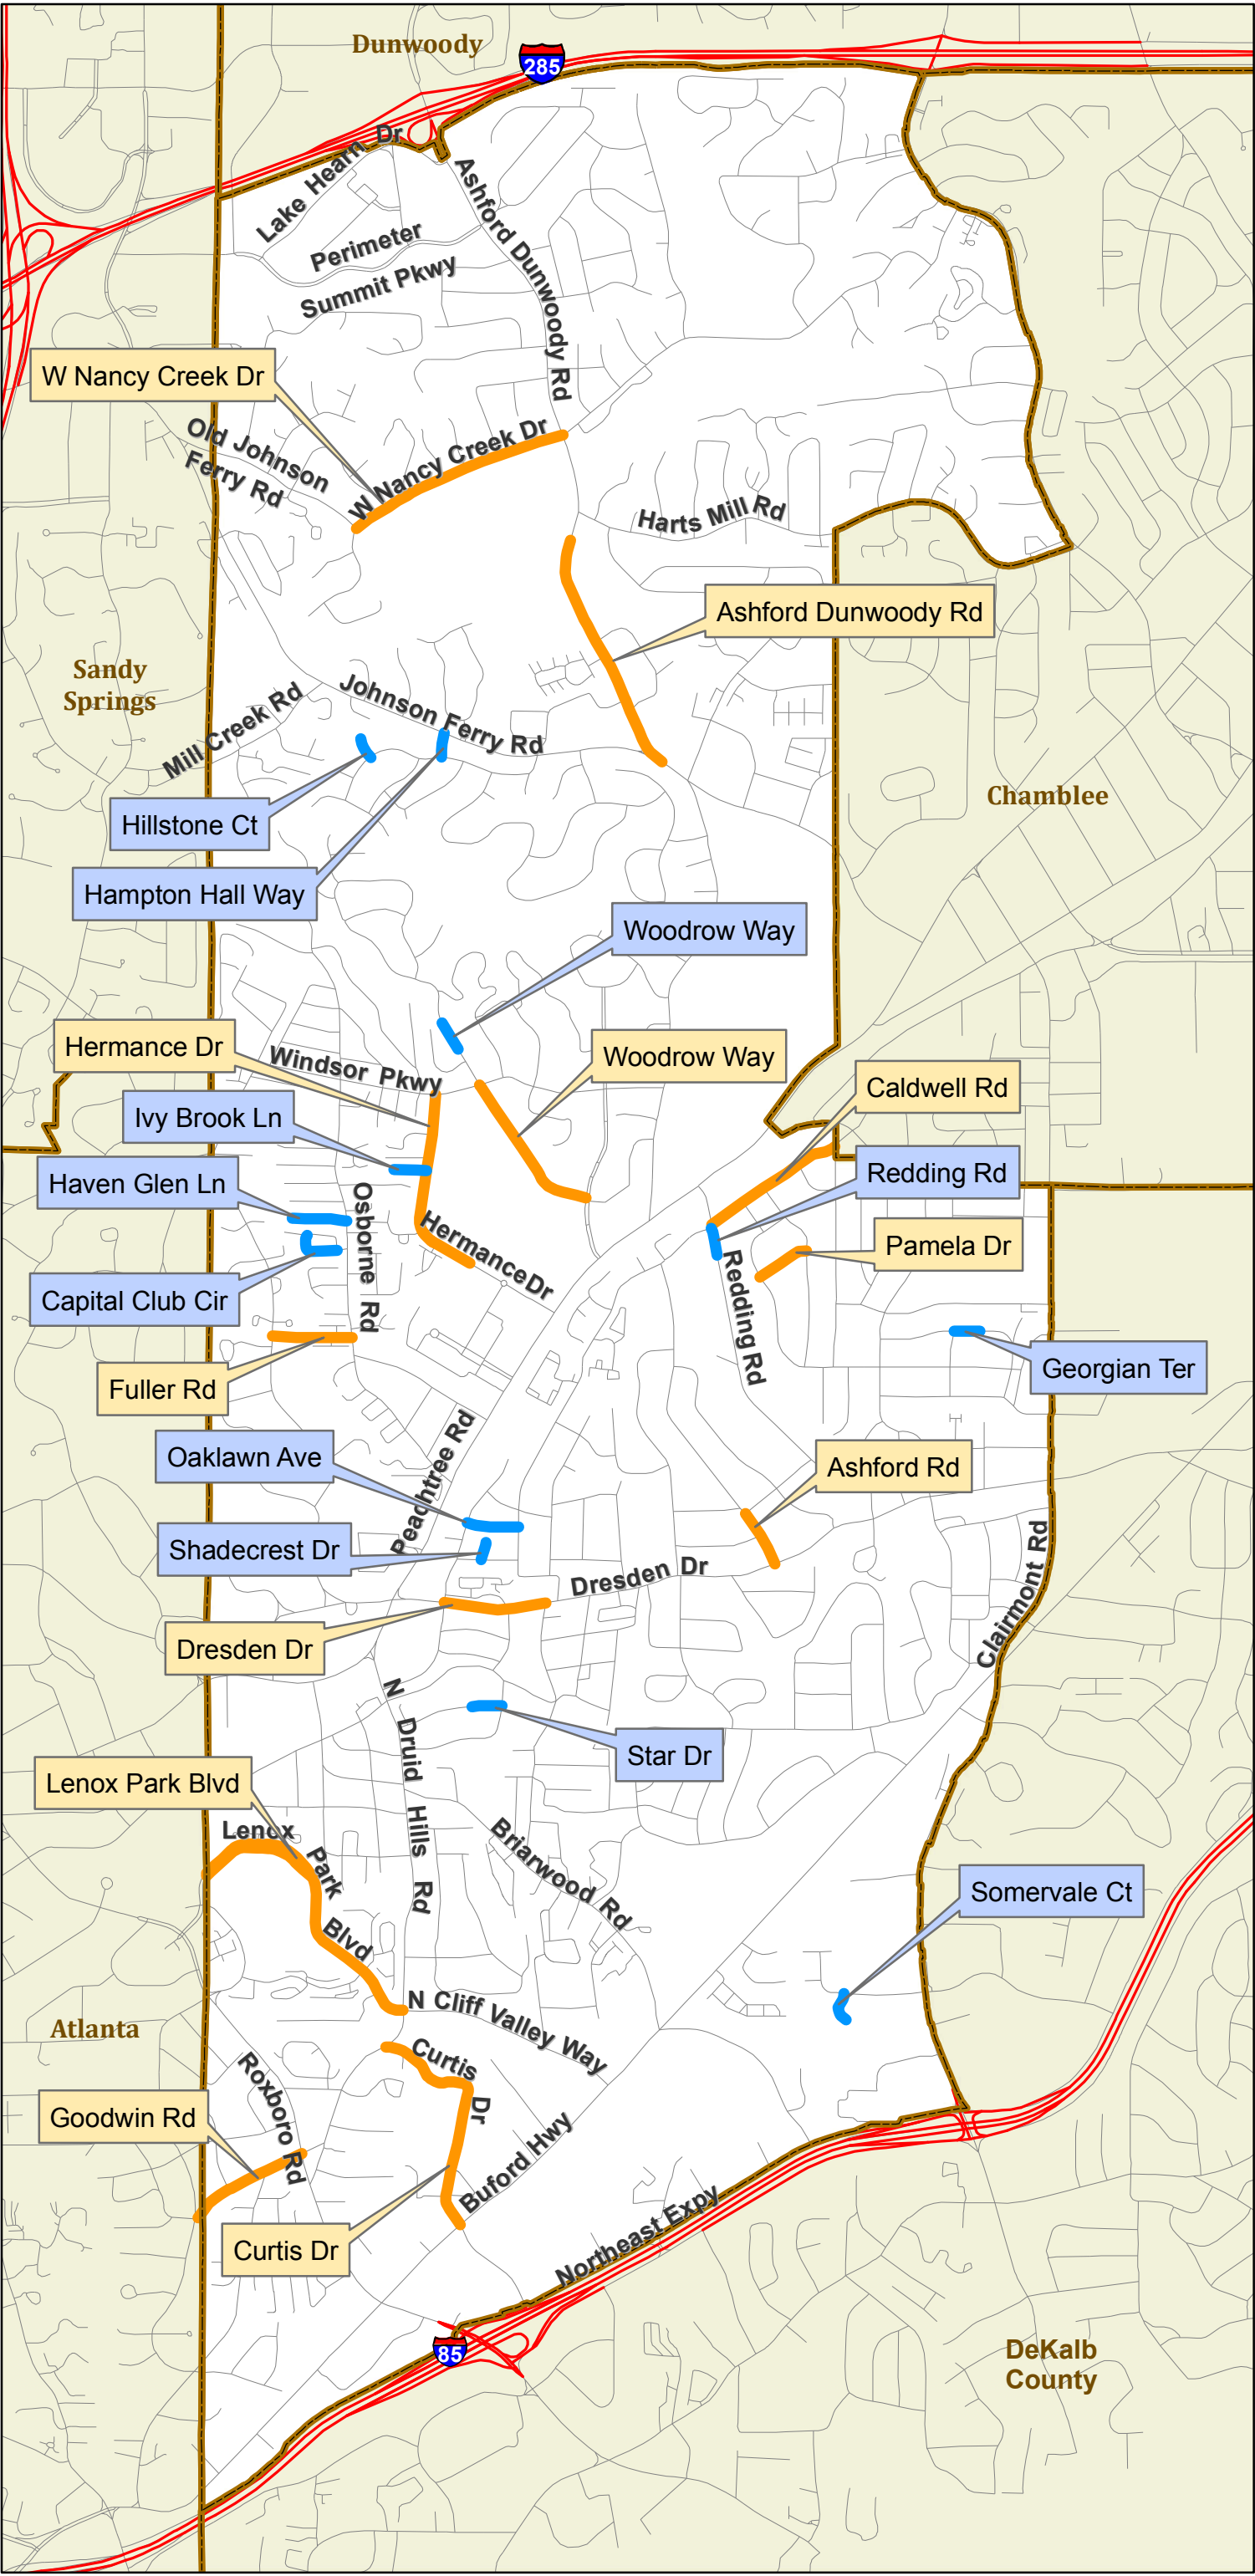 Dunwoody
285
Lake Hearn Dr
Ashford Dunwoody Rd
Perimeter
Summit Pkwy
W Nancy Creek Dr
Old Johnson
Ferry Rd
W Nancy Creek Dr
Harts Mill Rd
Ashford Dunwoody Rd
Sandy
Springs
Mill Creek Rd
Johnson Ferry Rd
Chamblee
Hillstone Ct
Hampton Hall Way
Woodrow Way
Hermance Dr
Windsor Pkwy
Woodrow Way
Caldwell Rd
Ivy Brook Ln
Redding Rd
Haven Glen Ln
Osborne Rd
Hermance Dr
Pamela Dr
Redding Rd
Capital Club Cir
Georgian Ter
Fuller Rd
Peachtree Rd
Oaklawn Ave
Ashford Rd
Shadecrest Dr
Dresden Dr
Clairmont Rd
Dresden Dr
N Druid Hills Rd
Star Dr
Lenox Park Blvd
Lenox Park Blvd
Briarwood Rd
Somervale Ct
N Cliff Valley Way
Atlanta
Curtis Dr
Roxboro Rd
Goodwin Rd
Buford Hwy
Curtis Dr
Northeast Expy
85
DeKalb
County